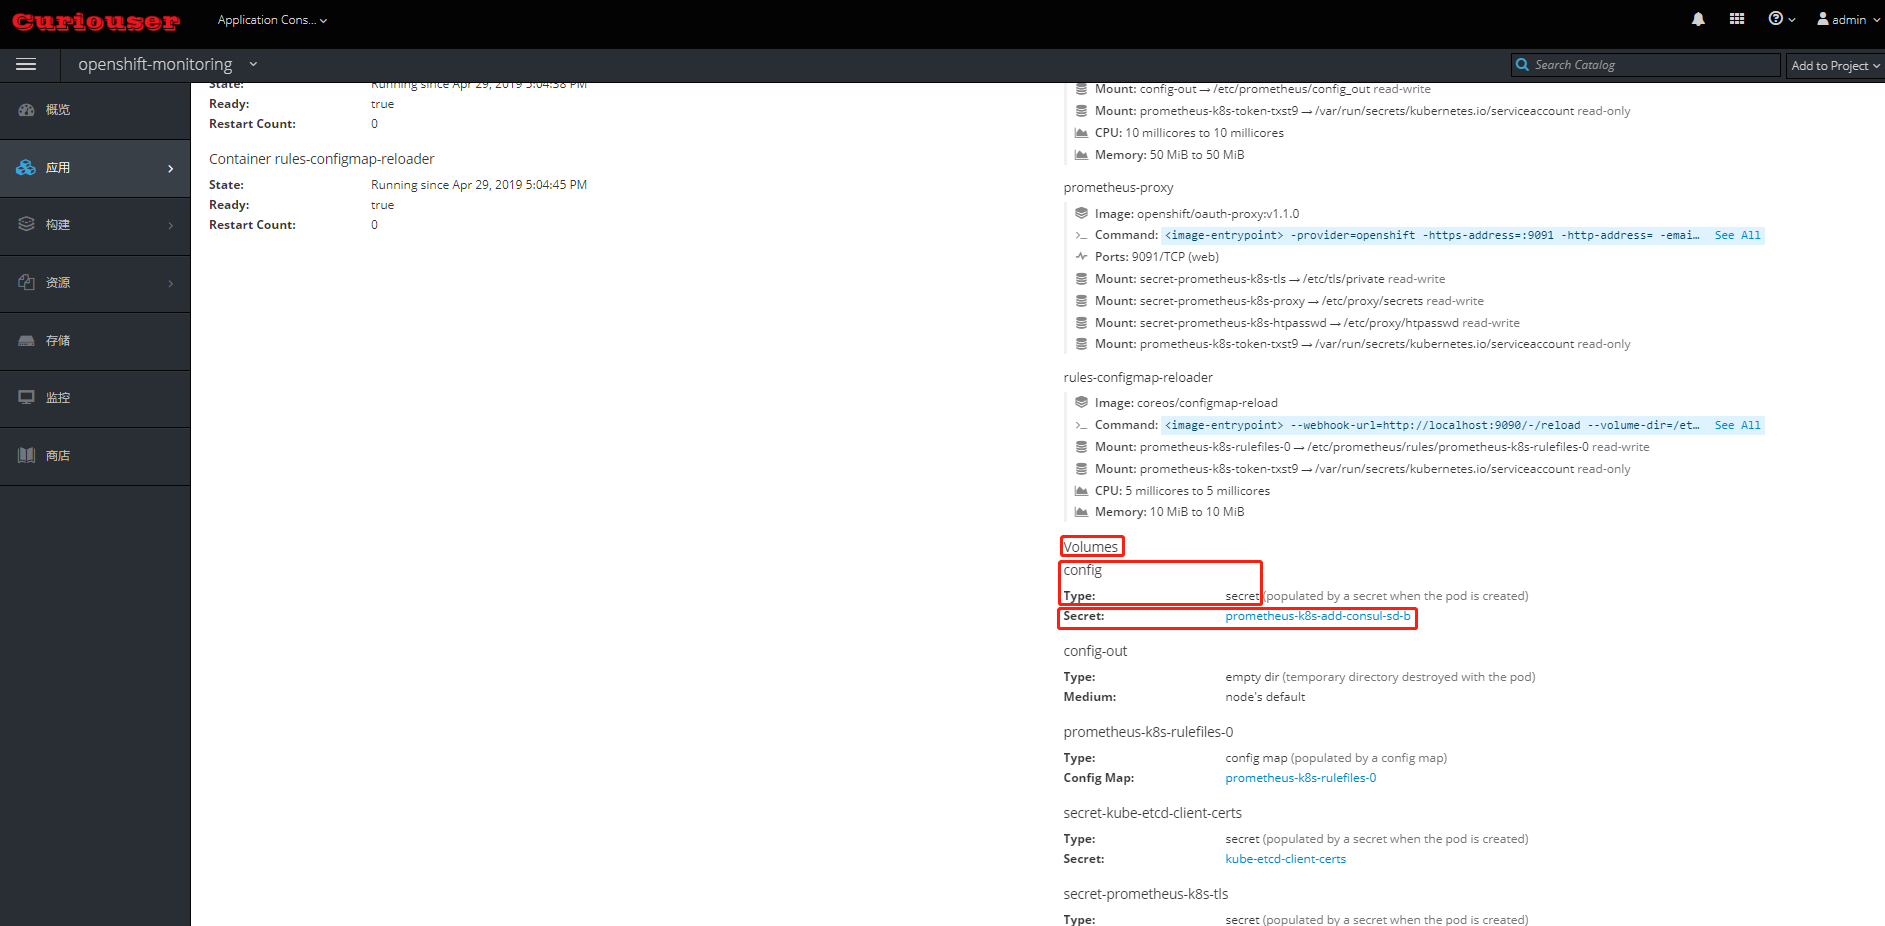 Curiouser
Application Cons...
admin
openshift-monitoring
Search Catalog
Add to Project
概览
应用
构建
资源
存储
监控
商店
State: Running since Apr 29, 2019 5:04:38 PM
Ready: true
Restart Count: 0
Container rules-configmap-reloader
State: Running since Apr 29, 2019 5:04:45 PM
Ready: true
Restart Count: 0
Mount: config-out → /etc/prometheus/config_out read-write
Mount: prometheus-k8s-token-txst9 → /var/run/secrets/kubernetes.io/serviceaccount read-only
CPU: 10 millicores to 10 millicores
Memory: 50 MiB to 50 MiB
prometheus-proxy
Image: openshift/oauth-proxy:v1.1.0
Command: <image-entrypoint> -provider=openshift -https-address=:9091 -http-address= -emai... See All
Ports: 9091/TCP (web)
Mount: secret-prometheus-k8s-tls → /etc/tls/private read-write
Mount: secret-prometheus-k8s-proxy → /etc/proxy/secrets read-write
Mount: secret-prometheus-k8s-htpasswd → /etc/proxy/htpasswd read-write
Mount: prometheus-k8s-token-txst9 → /var/run/secrets/kubernetes.io/serviceaccount read-only
rules-configmap-reloader
Image: coreos/configmap-reload
Command: <image-entrypoint> --webhook-url=http://localhost:9090/-/reload --volume-dir=/et... See All
Mount: prometheus-k8s-rulefiles-0 → /etc/prometheus/rules/prometheus-k8s-rulefiles-0 read-write
Mount: prometheus-k8s-token-txst9 → /var/run/secrets/kubernetes.io/serviceaccount read-only
CPU: 5 millicores to 5 millicores
Memory: 10 MiB to 10 MiB
Volumes
config
Type: secret (populated by a secret when the pod is created)
Secret: prometheus-k8s-add-consul-sd-b
config-out
Type: empty dir (temporary directory destroyed with the pod)
Medium: node's default
prometheus-k8s-rulefiles-0
Type: config map (populated by a config map)
Config Map: prometheus-k8s-rulefiles-0
secret-kube-etcd-client-certs
Type: secret (populated by a secret when the pod is created)
Secret: kube-etcd-client-certs
secret-prometheus-k8s-tls
Type: secret (populated by a secret when the pod is created)